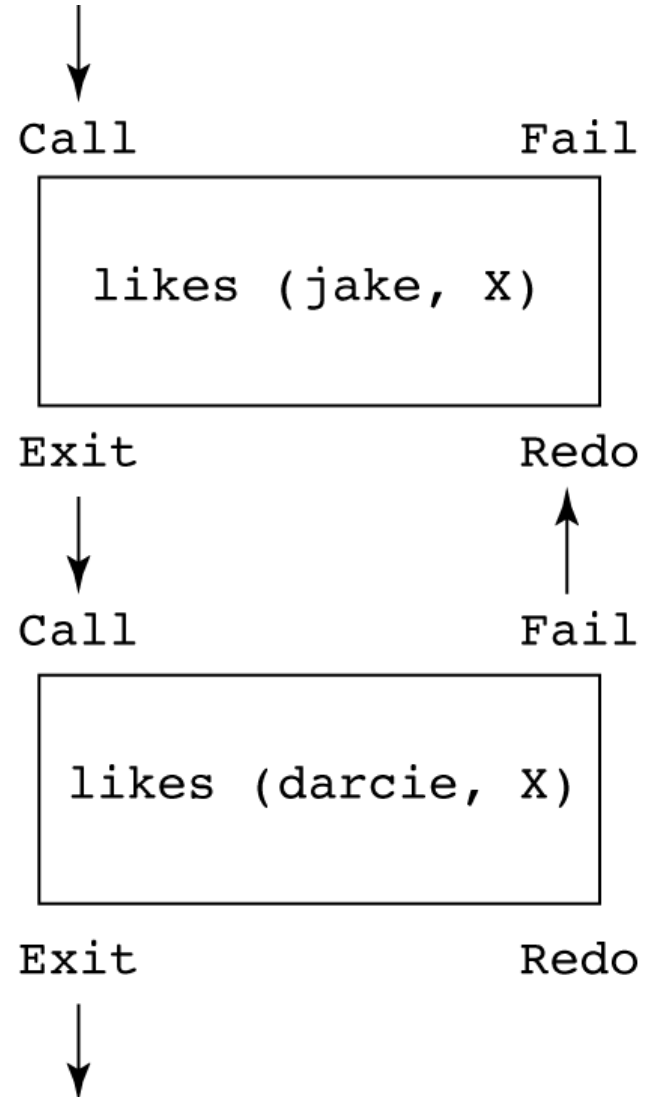 Call Fail
likes (jake, X)
Exit Redo
Call Fail
likes (darcie, X)
Exit Redo